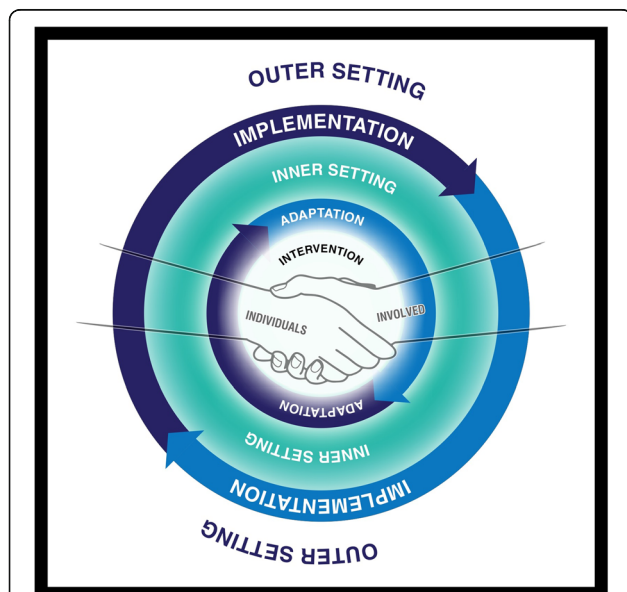 OUTER SETTING
IMPLEMENTATION
INNER SETTING
ADAPTATION
INTERVENTION
INDIVIDUALS
INVOLVED
ADAPTATION
INNER SETTING
IMPLEMENTATION
OUTER SETTING